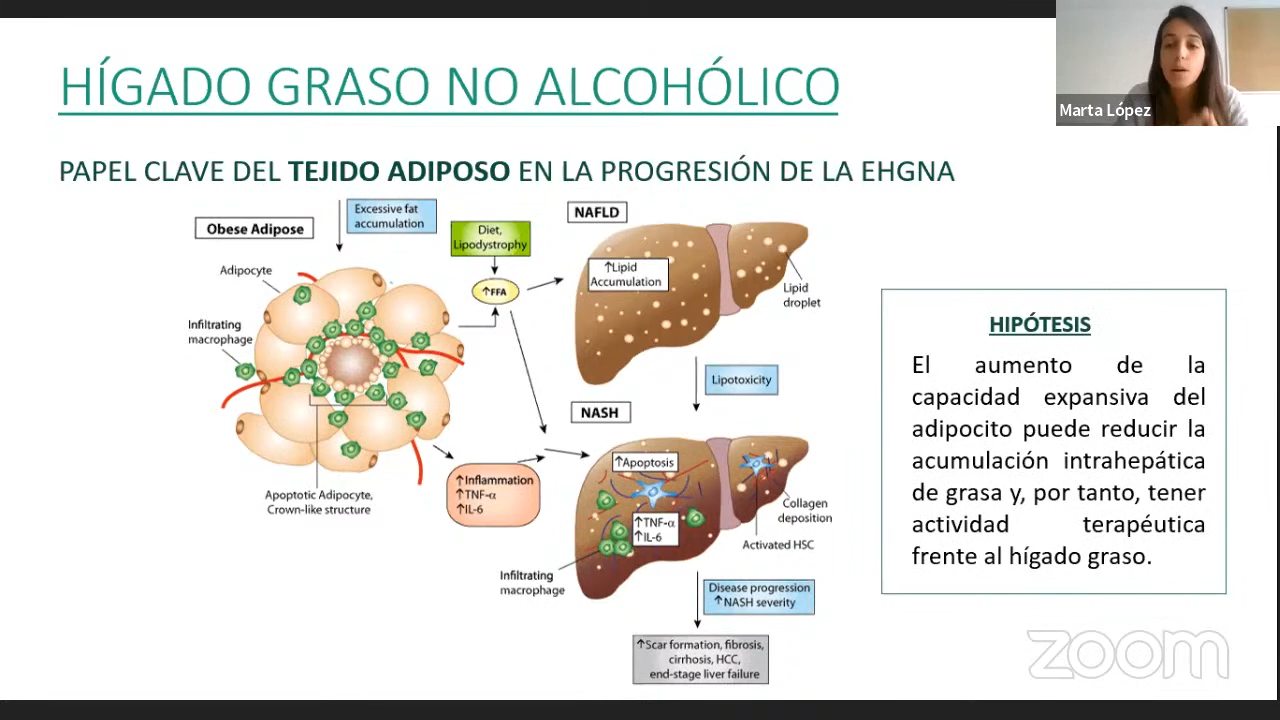 HÍGADO GRASO NO ALCOHÓLICO
Marta López
PAPEL CLAVE DEL TEJIDO ADIPOSO EN LA PROGRESIÓN DE LA EHGNA
Obese Adipose
Excessive fat
accumulation
Diet,
Lipodystrophy
NAFLD
Adipocyte
↑FFA
↑Lipid
Accumulation
Lipid
droplet
Infiltrating
macrophage
Lipotoxicity
NASH
↑Inflammation
↑TNF-α
↑IL-6
Apoptotic Adipocyte,
Crown-like structure
↑Apoptosis
↑TNF-α
↑IL-6
Collagen
deposition
Activated HSC
Infiltrating
macrophage
Disease progression
↑NASH severity
↑Scar formation, fibrosis,
cirrhosis, HCC,
end-stage liver failure
HIPÓTESIS
El aumento de la
capacidad expansiva del
adipocito puede reducir la
acumulación intrahepática
de grasa y, por tanto, tener
actividad terapéutica
frente al hígado graso.
zoom